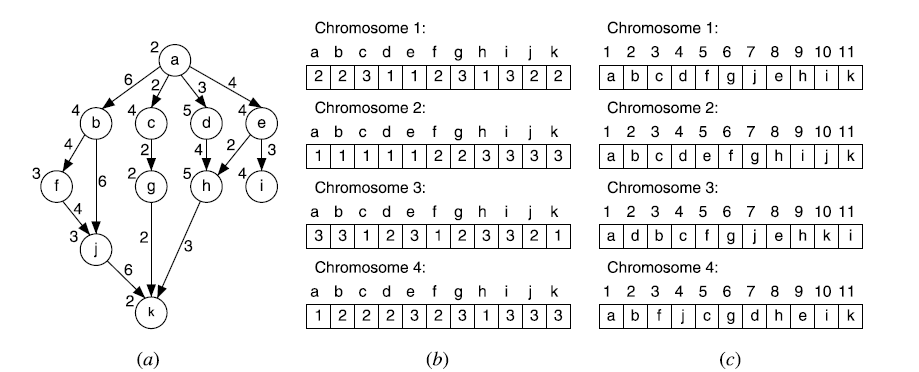 2
a
6
2
3
4
4
b
4
c
5
d
4
e
4
6
2
4
2
3
3
f
2
g
5
h
4
i
4
3
j
2
3
6
2
k
(a)
Chromosome 1:
a b c d e f g h i j k
2 2 3 1 1 2 3 1 3 2 2
Chromosome 2:
a b c d e f g h i j k
1 1 1 1 1 2 2 3 3 3 3
Chromosome 3:
a b c d e f g h i j k
3 3 1 2 3 1 2 3 3 2 1
Chromosome 4:
a b c d e f g h i j k
1 2 2 2 3 2 3 1 3 3 3
(b)
Chromosome 1:
1 2 3 4 5 6 7 8 9 10 11
a b c d f g j e h i k
Chromosome 2:
1 2 3 4 5 6 7 8 9 10 11
a b c d e f g h i j k
Chromosome 3:
1 2 3 4 5 6 7 8 9 10 11
a d b c f g j e h k i
Chromosome 4:
1 2 3 4 5 6 7 8 9 10 11
a b f j c g d h e i k
(c)